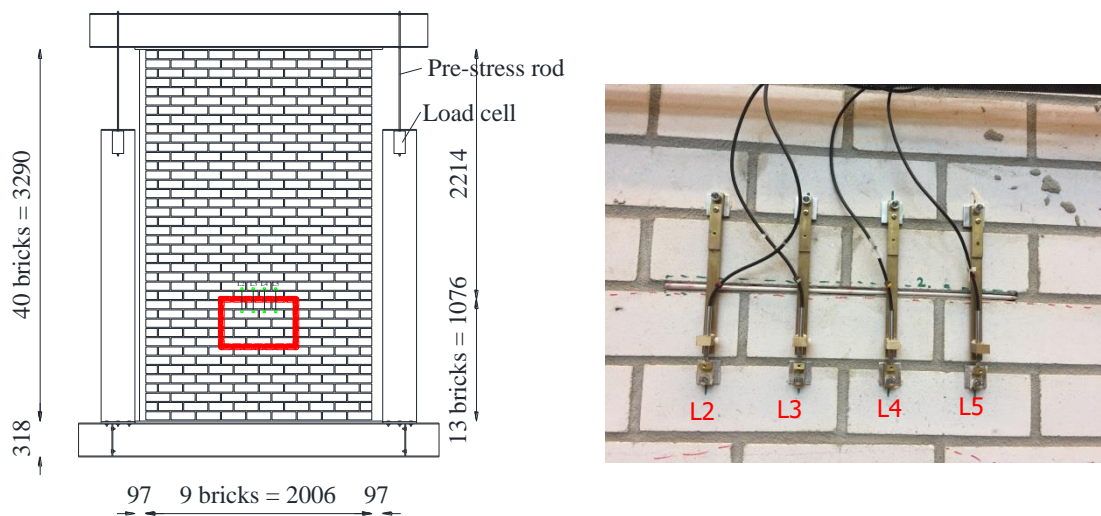 Pre-stress rod
Load cell
40 bricks = 3290
2214
13 bricks = 1076
318
97
9 bricks = 2006
97
L2
L3
L4
L5
2.